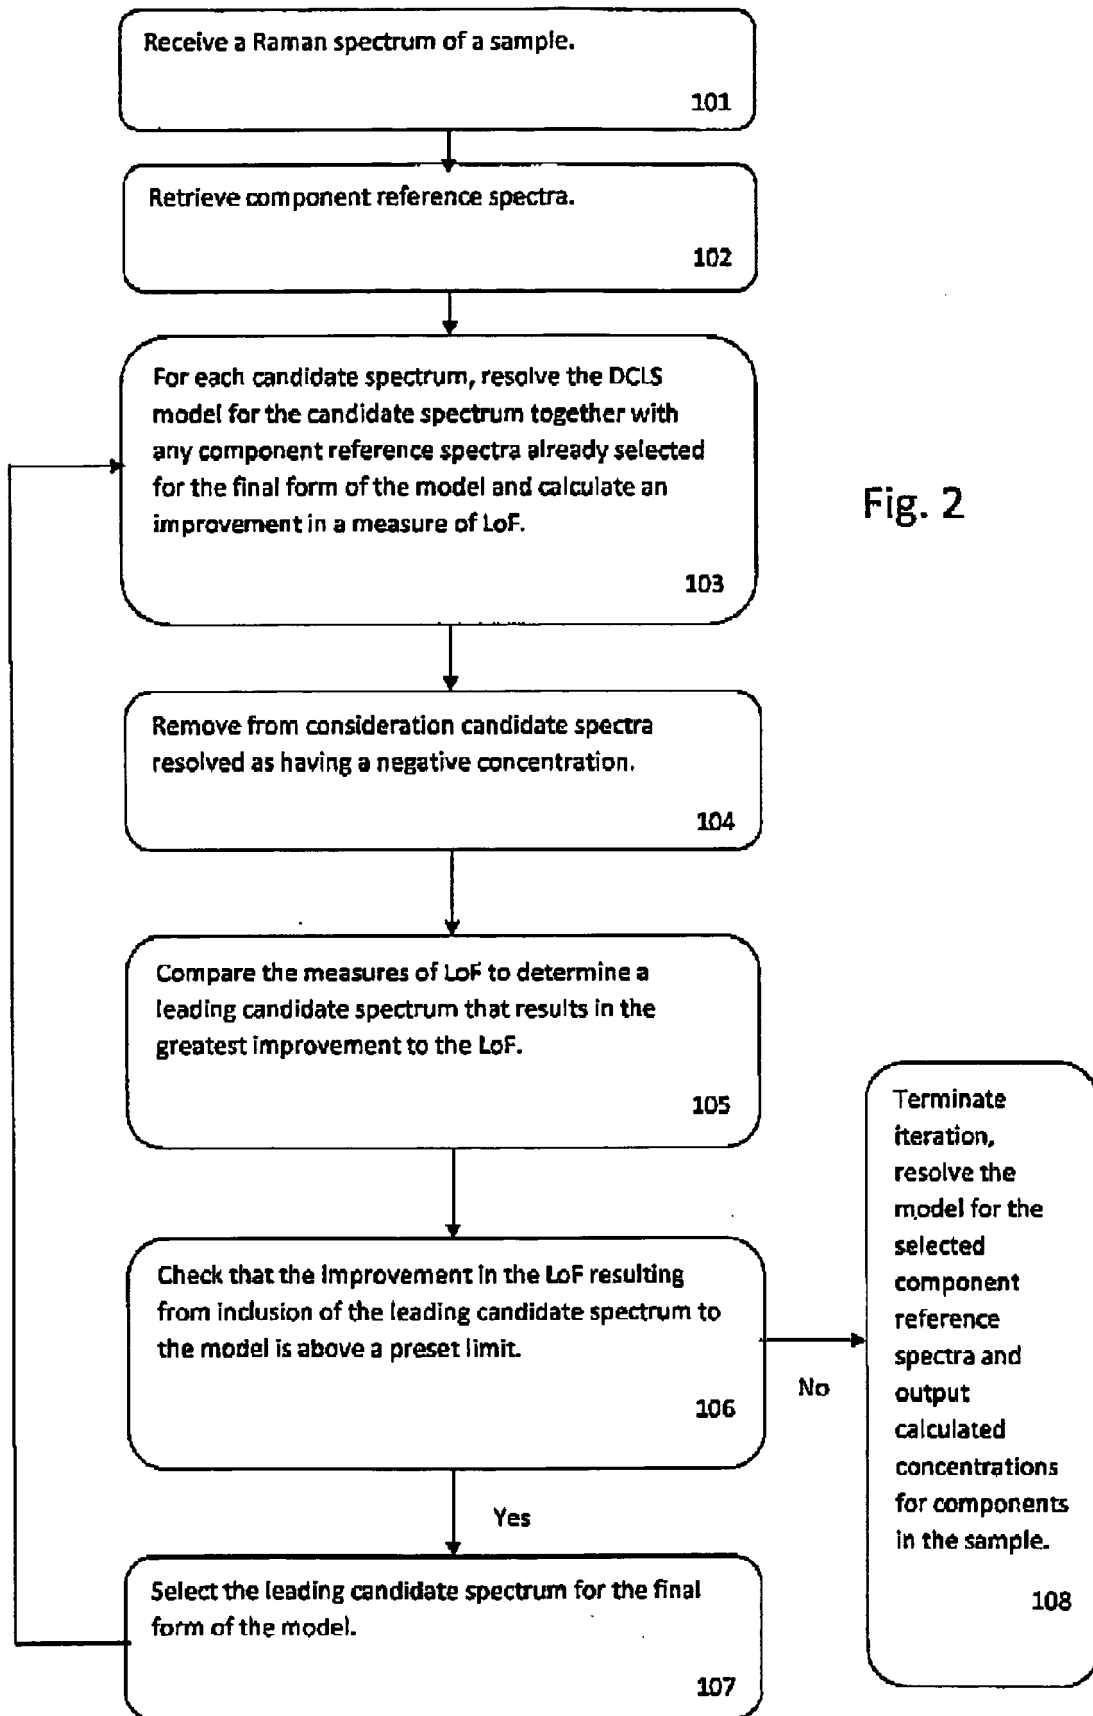 Receive a Raman spectrum of a sample.
101
Retrieve component reference spectra.
102
For each candidate spectrum, resolve the DCLS
model for the candidate spectrum together with
any component reference spectra already selected
for the final form of the model and calculate an
improvement in a measure of LoF.
103
Fig. 2
Remove from consideration candidate spectra
resolved as having a negative concentration.
104
Compare the measures of LoF to determine a
leading candidate spectrum that results in the
greatest improvement to the LoF.
105
Check that the improvement in the LoF resulting
from inclusion of the leading candidate spectrum to
the model is above a preset limit.
106
No
Yes
Select the leading candidate spectrum for the final
form of the model.
107
Terminate
iteration,
resolve the
model for the
selected
component
reference
spectra and
output
calculated
concentrations
for components
in the sample.
108